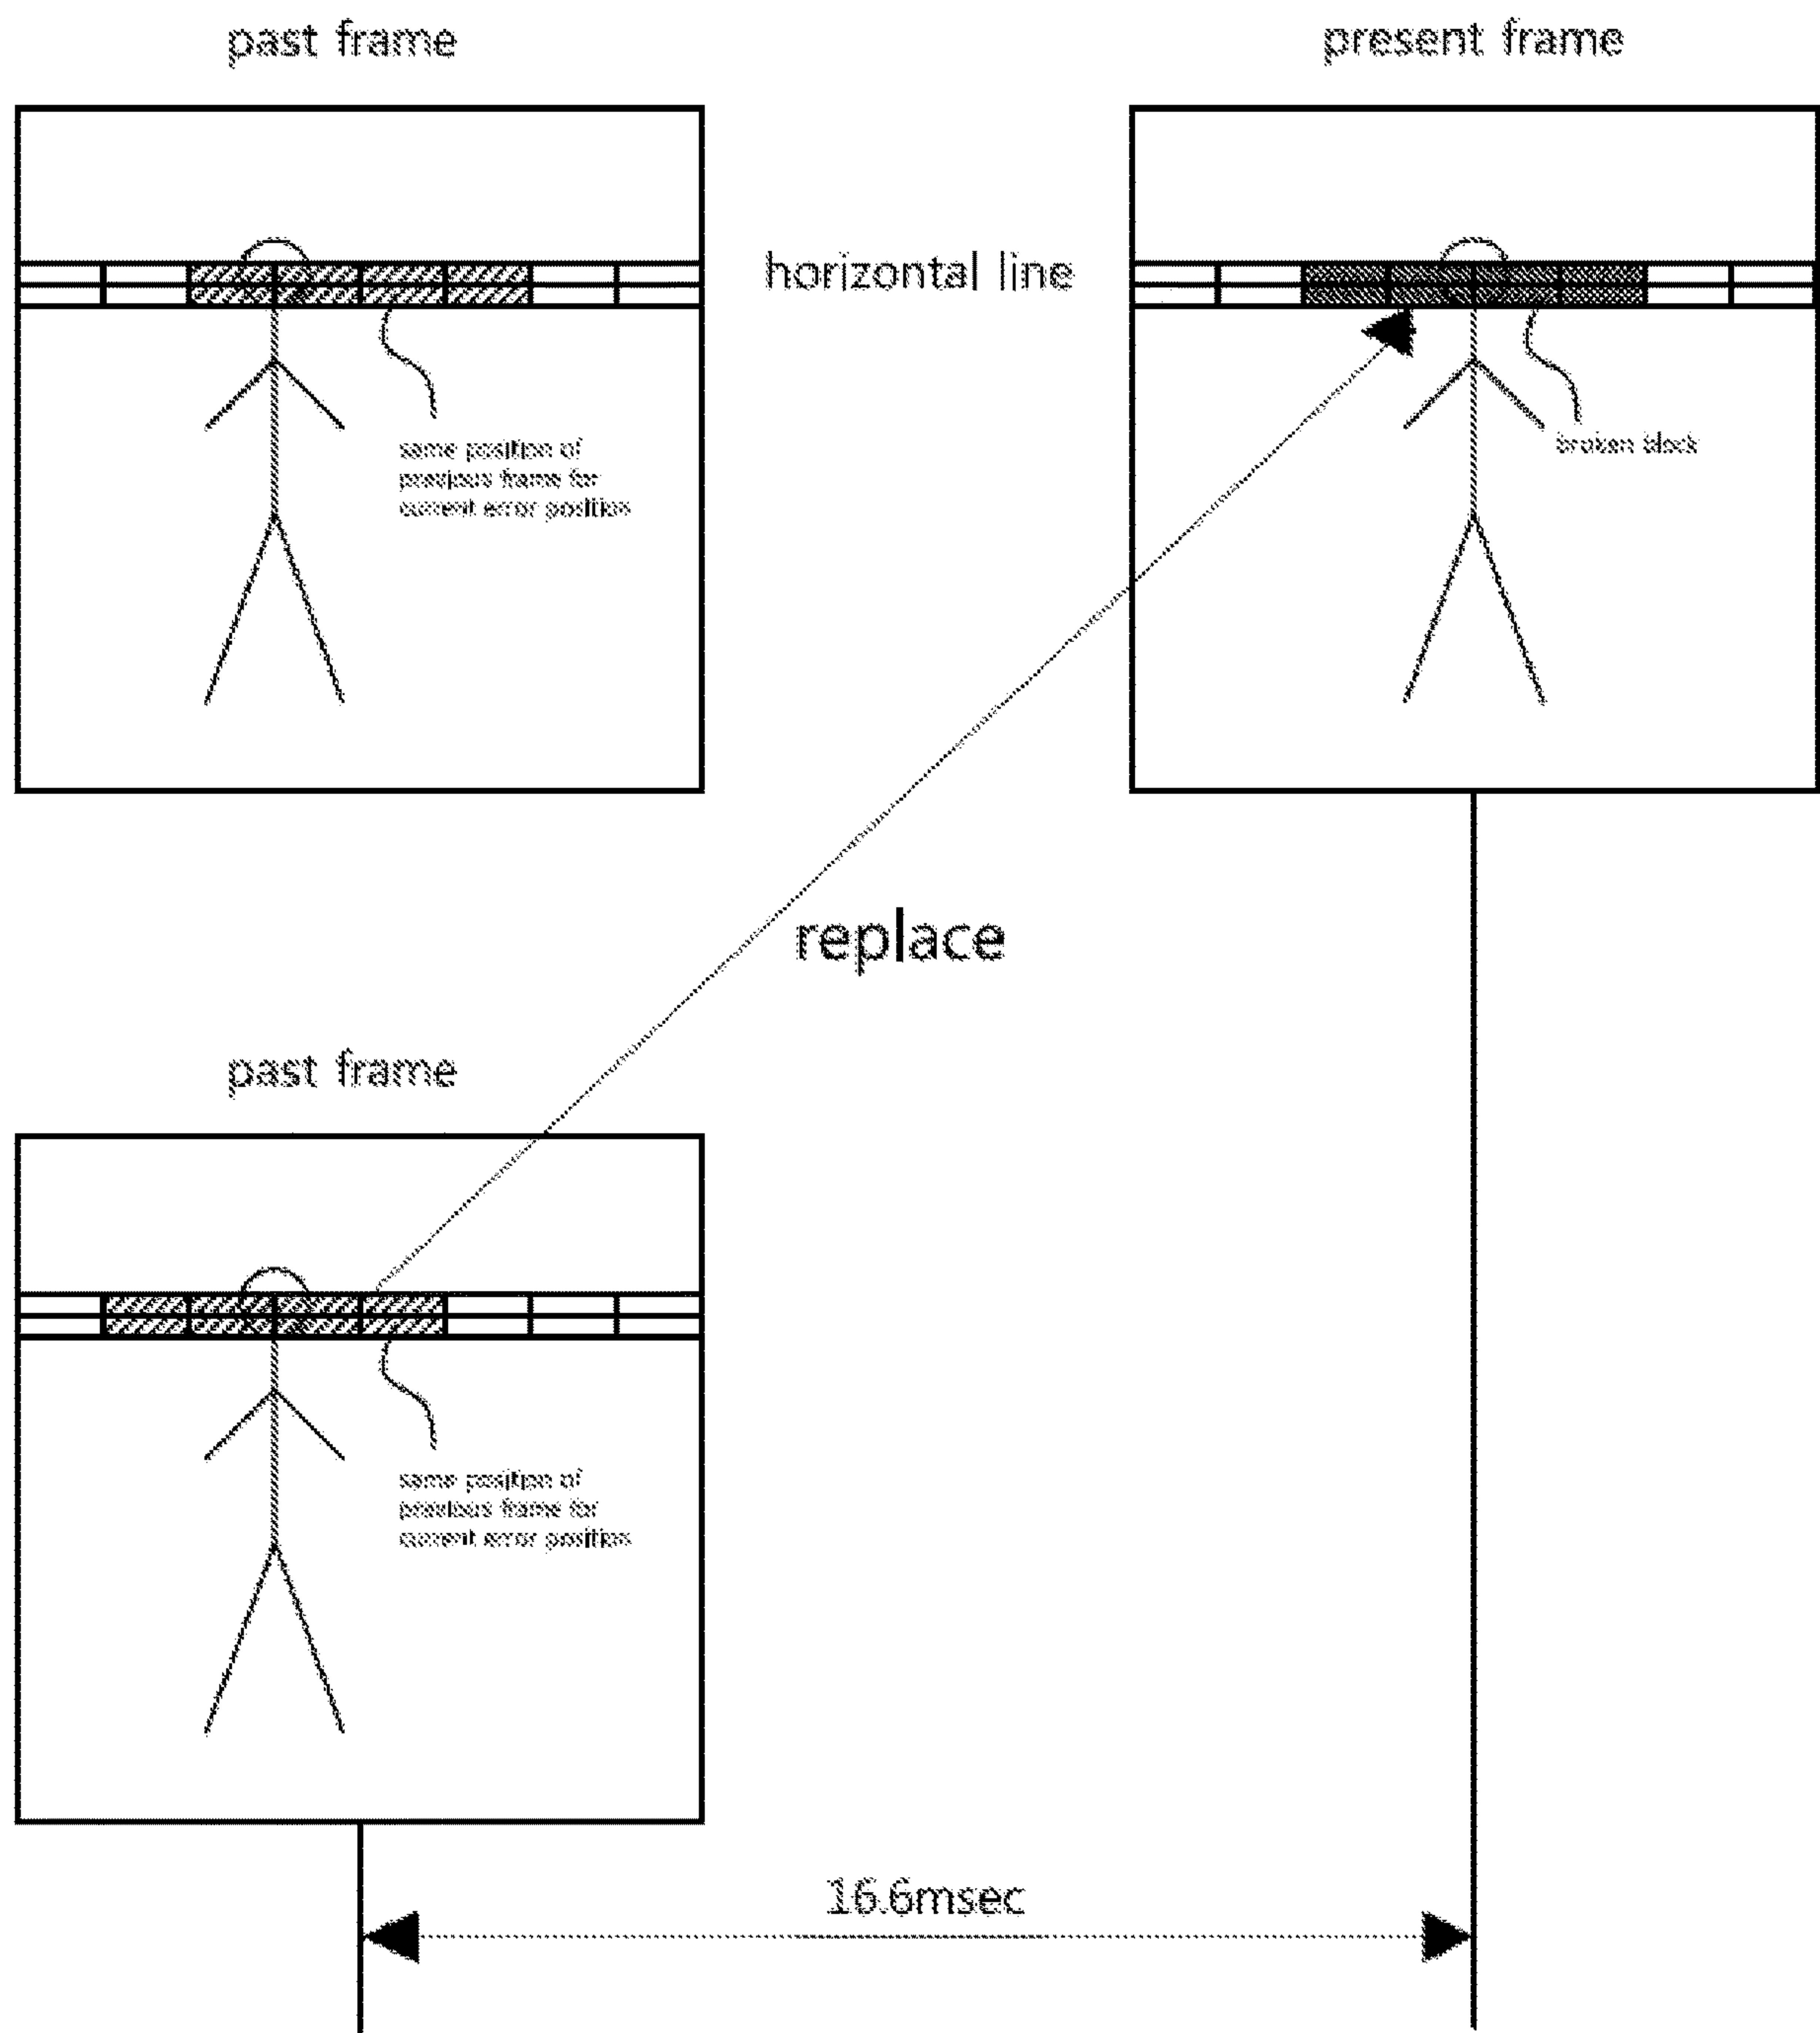 past frame
present frame
horizontal line
same position of
previous frame for
current error position
broken block
replace
past frame
same position of
previous frame for
current error position
16.6msec